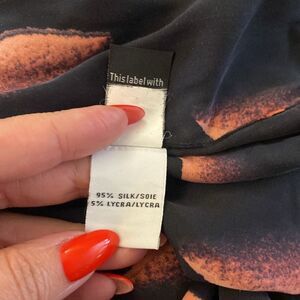 This label with
95% SILK/SOIE
5% LYCRA/LYCRA